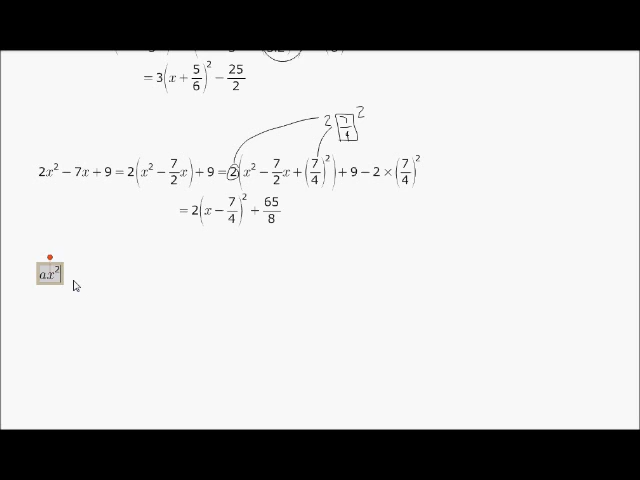 = 3(x + 5/6)² − 25/2
2 7/4 2
2x² − 7x + 9 = 2(x² − 7/2 x) + 9 = 2(x² − 7/2 x + (7/4)²) + 9 − 2 × (7/4)²
= 2(x − 7/4)² + 65/8
ax²